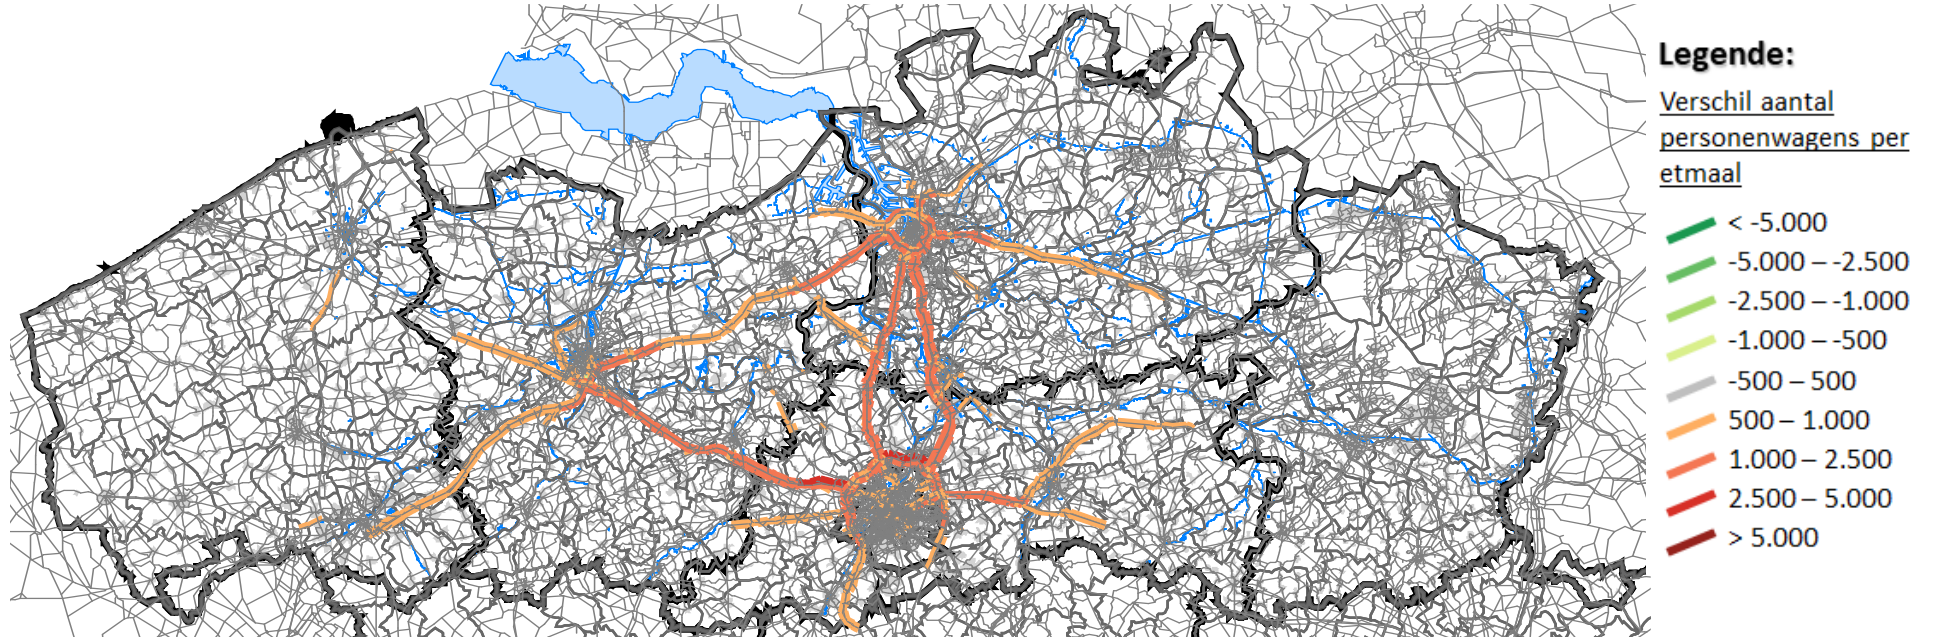 Legende:
Verschil aantal
personenwagens per
etmaal
< -5.000
-5.000 – -2.500
-2.500 – -1.000
-1.000 – -500
-500 – 500
500 – 1.000
1.000 – 2.500
2.500 – 5.000
> 5.000